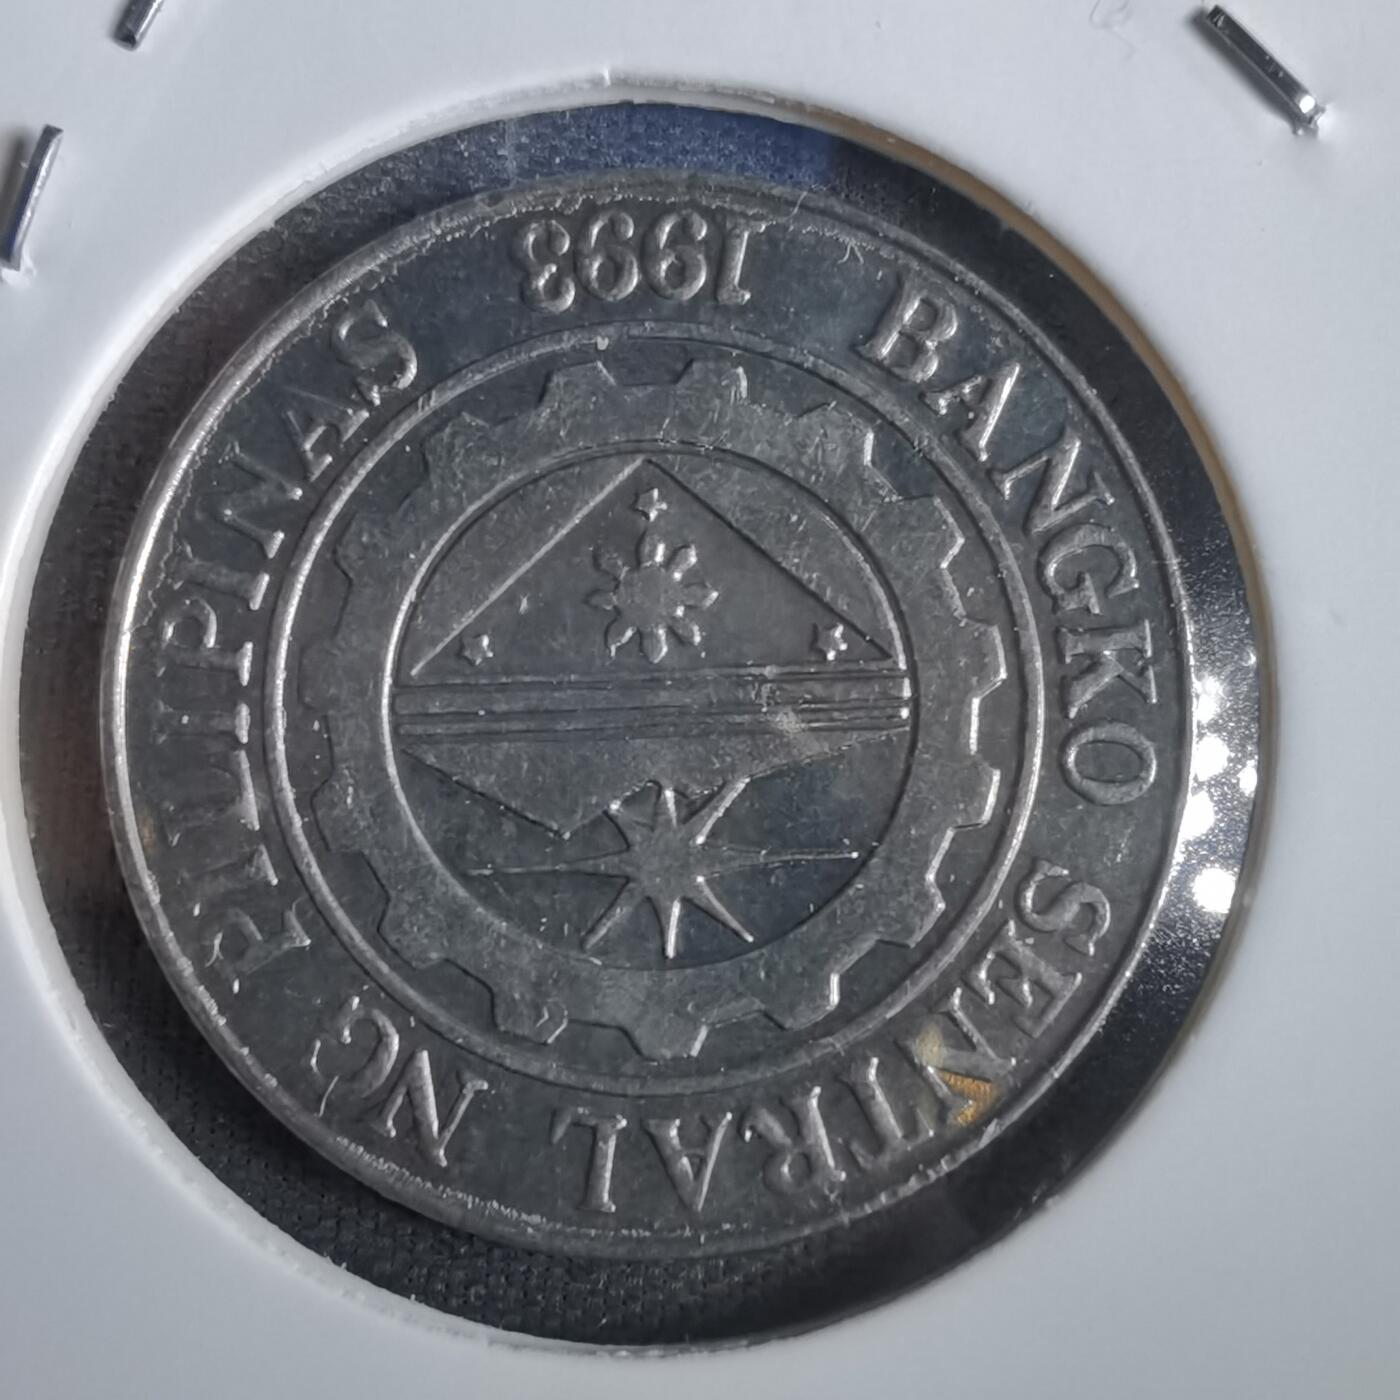 BANGKO SENTRAL NG PILIPINAS
1993